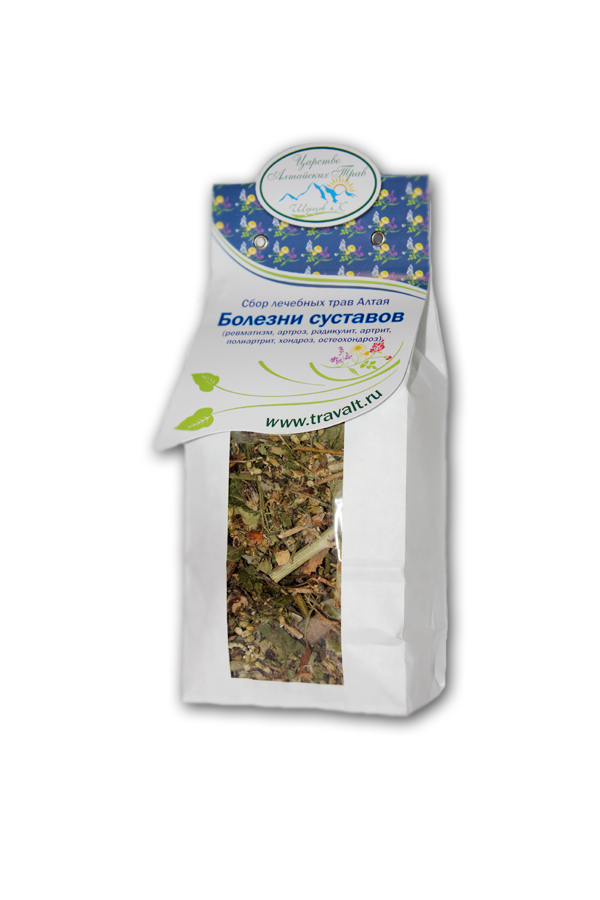 Царство
Алтайских Трав
Сбор лечебных трав Алтая
Болезни суставов
(ревматизм, артроз, радикулит, артрит,
полиартрит, хондроз, остеохондроз)
www.travalt.ru